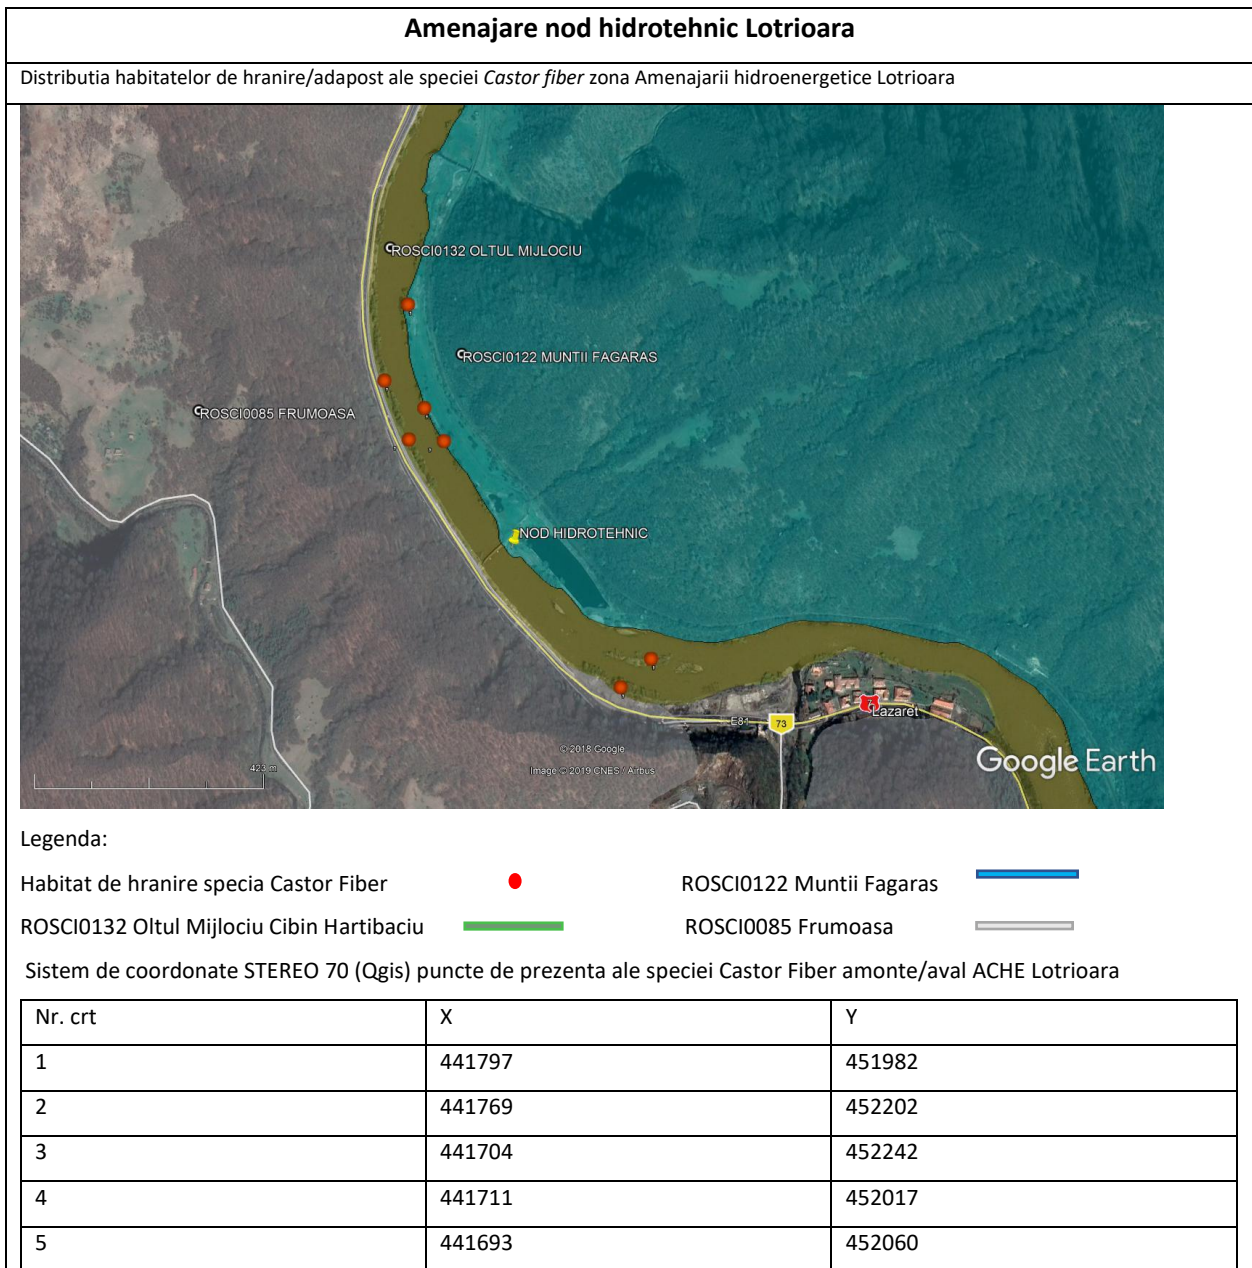 Amenajare nod hidrotehnic Lotrioara
Distributia habitatelor de hranire/adapost ale speciei Castor fiber zona Amenajarii hidroenergetice Lotrioara
ROSCI0132 OLTUL MIJLOCIU
ROSCI0122 MUNTII FAGARAS
ROSCI0085 FRUMOASA
NOD HIDROTEHNIC
Lazaret
E81
73
© 2018 Google
Image © 2019 CNES / Airbus
423 m
Google Earth
Legenda:
Habitat de hranire specia Castor Fiber
ROSCI0122 Muntii Fagaras
ROSCI0132 Oltul Mijlociu Cibin Hartibaciu
ROSCI0085 Frumoasa
Sistem de coordonate STEREO 70 (Qgis) puncte de prezenta ale speciei Castor Fiber amonte/aval ACHE Lotrioara
Nr. crt X Y
1 441797 451982
2 441769 452202
3 441704 452242
4 441711 452017
5 441693 452060